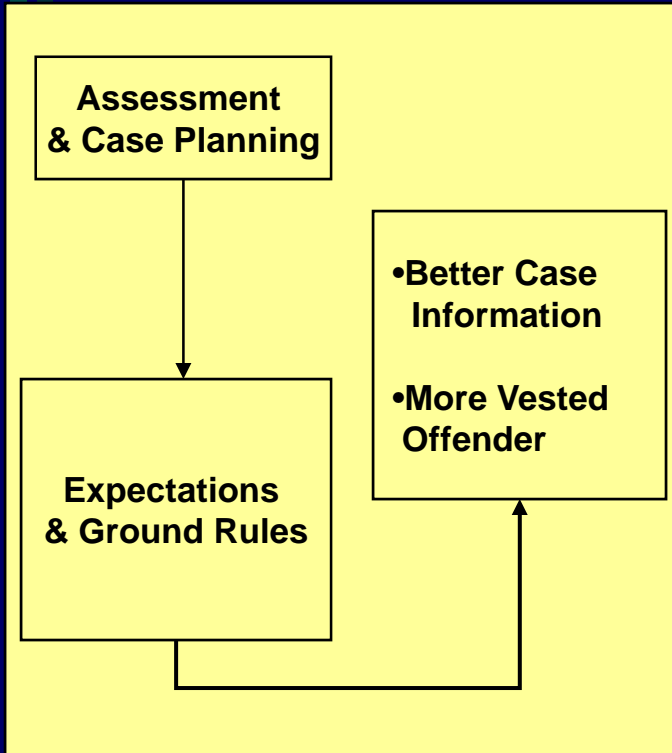 Assessment
& Case Planning
Expectations
& Ground Rules
•Better Case
Information
•More Vested
Offender